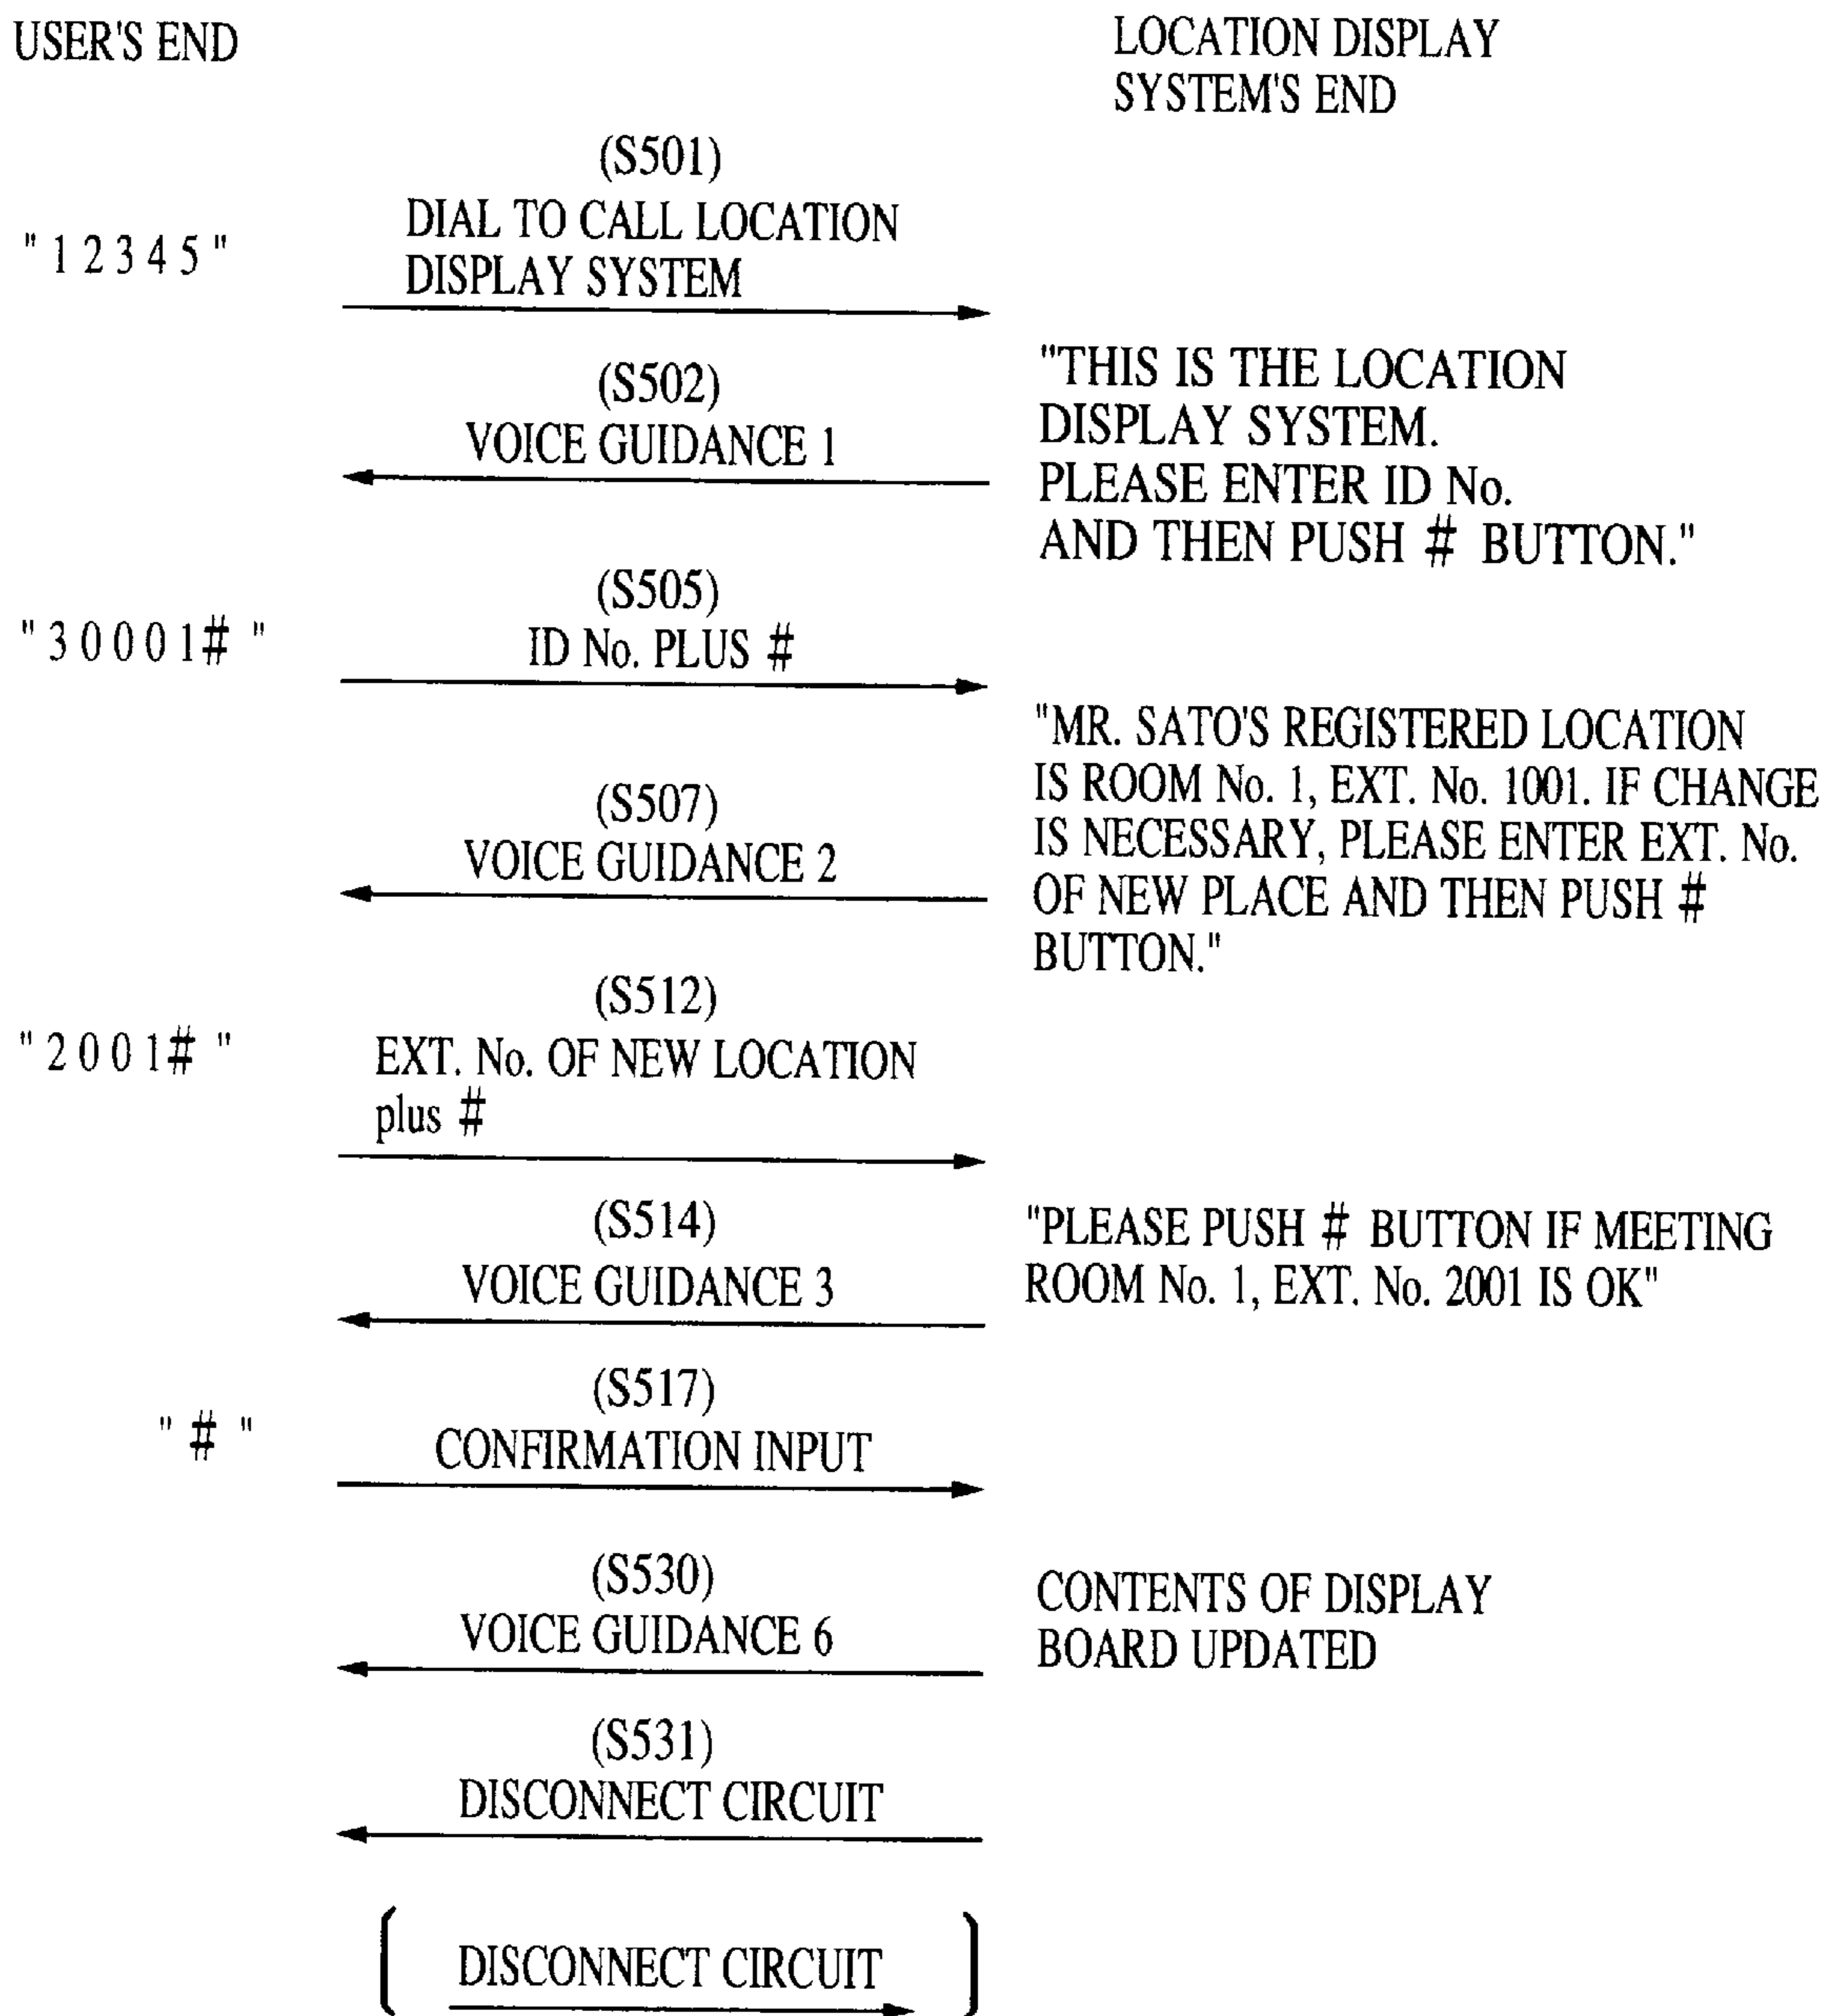 USER'S END
LOCATION DISPLAY
SYSTEM'S END
(S501)
"12345"
DIAL TO CALL LOCATION
DISPLAY SYSTEM
(S502)
VOICE GUIDANCE 1
"THIS IS THE LOCATION
DISPLAY SYSTEM.
PLEASE ENTER ID No.
AND THEN PUSH # BUTTON."
(S505)
"30001#"
ID No. PLUS #
(S507)
VOICE GUIDANCE 2
"MR. SATO'S REGISTERED LOCATION
IS ROOM No. 1, EXT. No. 1001. IF CHANGE
IS NECESSARY, PLEASE ENTER EXT. No.
OF NEW PLACE AND THEN PUSH #
BUTTON."
(S512)
"2001#"
EXT. No. OF NEW LOCATION
plus #
(S514)
VOICE GUIDANCE 3
"PLEASE PUSH # BUTTON IF MEETING
ROOM No. 1, EXT. No. 2001 IS OK"
(S517)
"#"
CONFIRMATION INPUT
(S530)
VOICE GUIDANCE 6
CONTENTS OF DISPLAY
BOARD UPDATED
(S531)
DISCONNECT CIRCUIT
DISCONNECT CIRCUIT